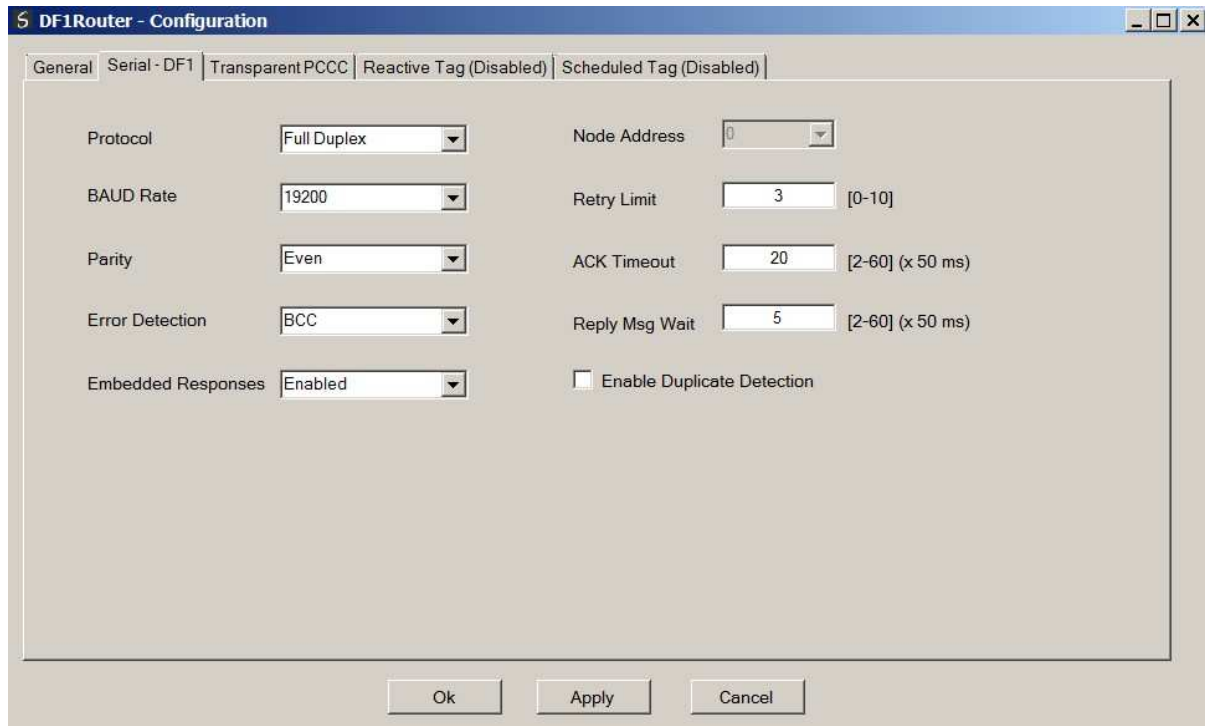 DF1Router - Configuration
General Serial - DF1 Transparent PCCC Reactive Tag (Disabled) Scheduled Tag (Disabled)
Protocol Full Duplex Node Address 0
BAUD Rate 19200 Retry Limit 3 [0-10]
Parity Even ACK Timeout 20 [2-60] (x 50 ms)
Error Detection BCC Reply Msg Wait 5 [2-60] (x 50 ms)
Embedded Responses Enabled Enable Duplicate Detection
Ok Apply Cancel